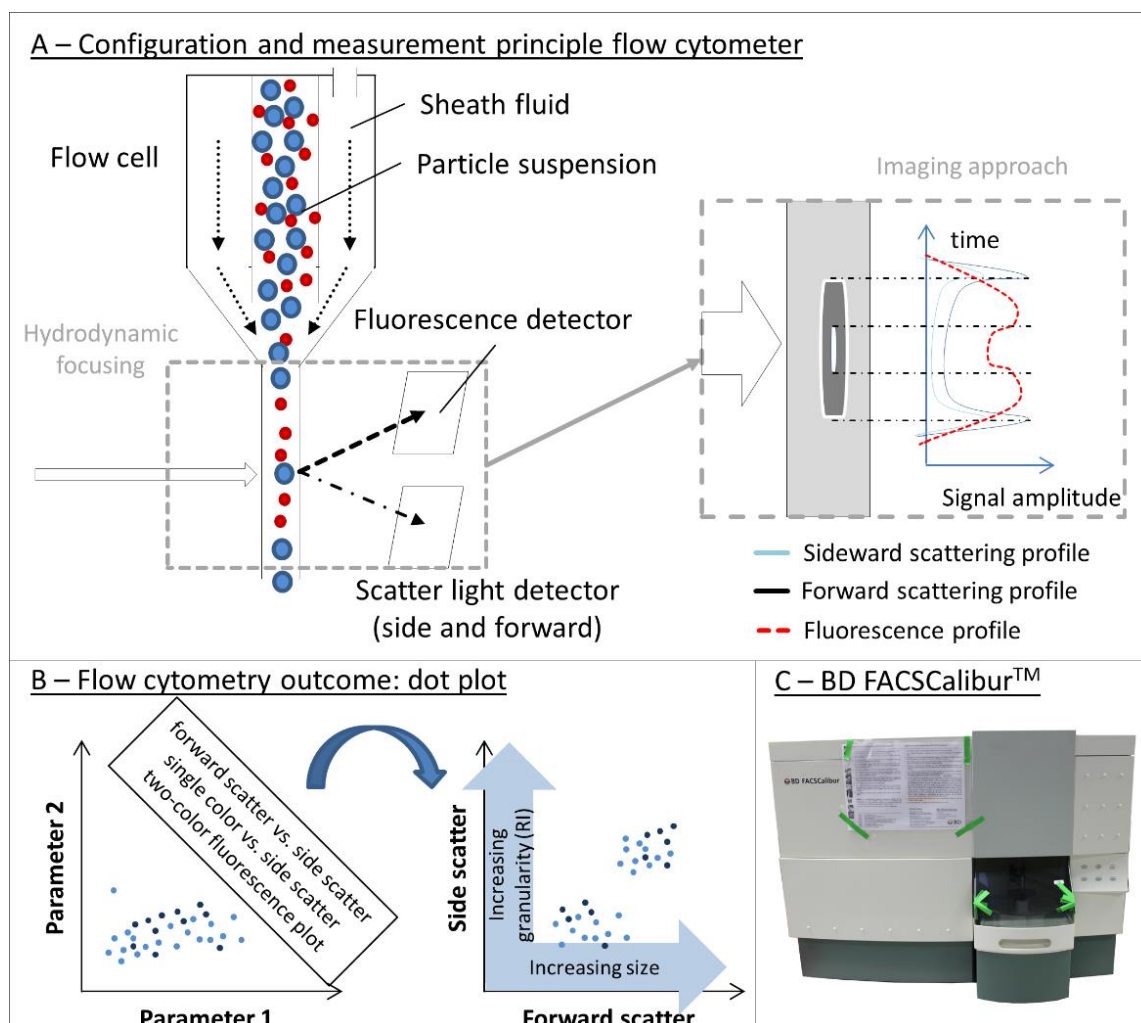 A – Configuration and measurement principle flow cytometer
Sheath fluid
Flow cell
Particle suspension
Imaging approach
time
Fluorescence detector
Hydrodynamic
focusing
Signal amplitude
Scatter light detector
(side and forward)
Sideward scattering profile
Forward scattering profile
Fluorescence profile
B – Flow cytometry outcome: dot plot
Parameter 2
forward scatter vs. side scatter
single color vs. side scatter
two-color fluorescence plot
Parameter 1
Side scatter
Increasing
granularity (RI)
Increasing size
Forward scatter
C – BD FACSCalibur™
BD FACSCalibur